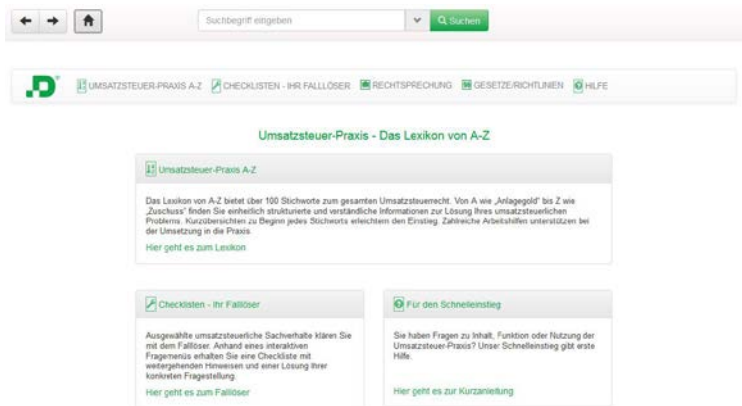 Suchbegriff eingeben
Suchen
UMSATZSTEUER-PRAXIS A-Z CHECKLISTEN - IHR FALLLÖSER RECHTSPRECHUNG GESETZE/RICHTLINIEN HILFE
Umsatzsteuer-Praxis - Das Lexikon von A-Z
Umsatzsteuer-Praxis A-Z
Das Lexikon von A-Z bietet über 100 Stichworte zum gesamten Umsatzsteuerrecht. Von A wie „Anlagegold" bis Z wie
„Zuschuss" finden Sie einheitlich strukturierte und verständliche Informationen zur Lösung Ihres umsatzsteuerlichen
Problems. Kurzübersichten zu Beginn jedes Stichworts erleichtern den Einstieg. Zahlreiche Arbeitshilfen unterstützen bei
der Umsetzung in die Praxis.
Hier geht es zum Lexikon
Checklisten - Ihr Falllöser
Ausgewählte umsatzsteuerliche Sachverhalte klären Sie
mit dem Falllöser. Anhand eines interaktiven
Fragemenüs erhalten Sie eine Checkliste mit
weitergehenden Hinweisen und einer Lösung Ihrer
konkreten Fragestellung.
Hier geht es zum Falllöser
Für den Schnelleinstieg
Sie haben Fragen zu Inhalt, Funktion oder Nutzung der
Umsatzsteuer-Praxis? Unser Schnelleinstieg gibt erste
Hilfe.
Hier geht es zur Kurzanleitung